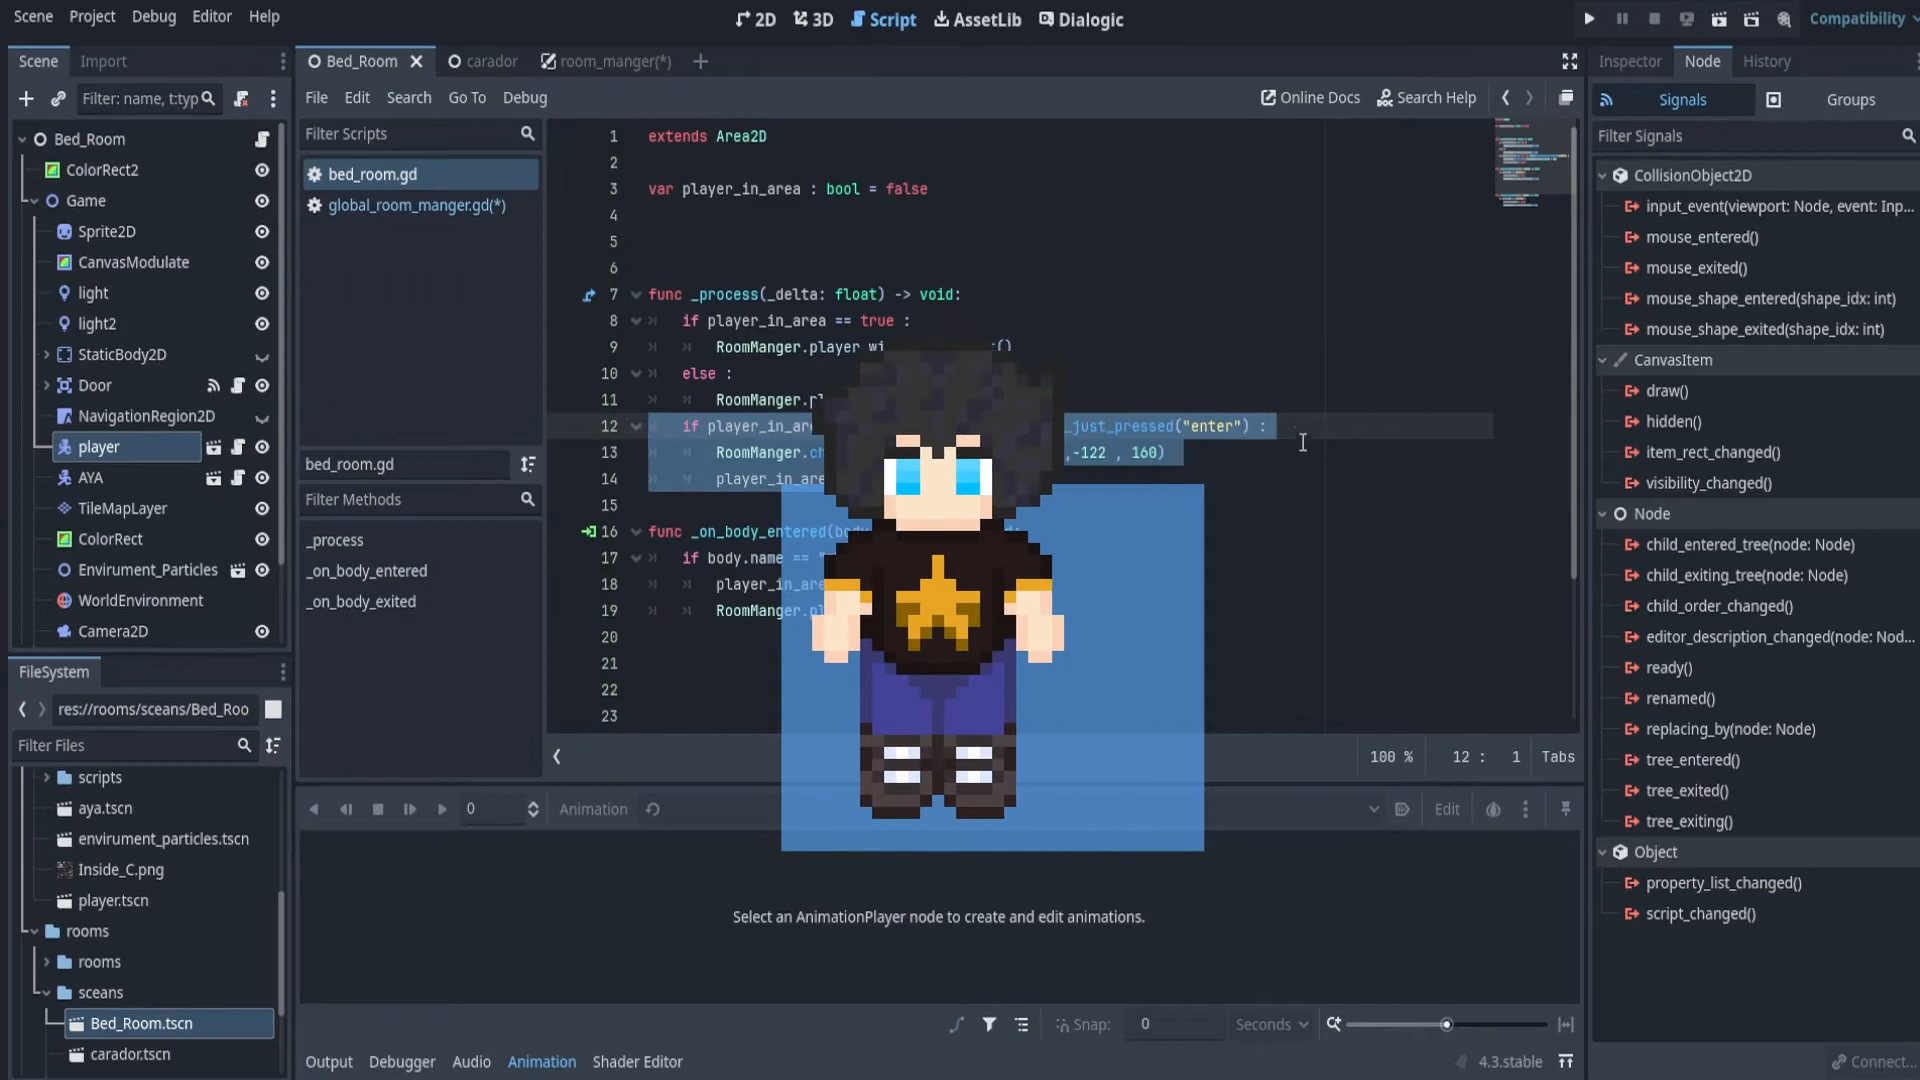 Scene Project Debug Editor Help
2D 3D Script AssetLib Dialogic
Compatibility
Scene Import
Bed_Room carador room_manger(*)
Inspector Node History
Filter: name, t:typ
File Edit Search Go To Debug
Online Docs Search Help
Signals Groups
Filter Signals
Bed_Room
ColorRect2
Game
Sprite2D
CanvasModulate
light
light2
StaticBody2D
Door
NavigationRegion2D
player
AYA
TileMapLayer
ColorRect
Envirument_Particles
WorldEnvironment
Camera2D
FileSystem
res://rooms/sceans/Bed_Roo
Filter Files
scripts
aya.tscn
envirument_particles.tscn
Inside_C.png
player.tscn
rooms
rooms
sceans
Bed_Room.tscn
carador.tscn
Filter Scripts
bed_room.gd
global_room_manger.gd(*)
bed_room.gd
Filter Methods
_process
_on_body_entered
_on_body_exited
1 extends Area2D
2
3 var player_in_area : bool = false
4
5
6
7 func _process(_delta: float) -> void:
8 if player_in_area == true :
9 RoomManger.player_wi ()
10 else :
11 RoomManger.pl
12 if player_in_are _just_pressed("enter") :
13 RoomManger.ch ,-122 , 160)
14 player_in_are
15
16 func _on_body_entered(body :
17 if body.name == "
18 player_in_are
19 RoomManger.pl
20
21
22
23
100 % 12 : 1 Tabs
0 Animation Edit
Select an AnimationPlayer node to create and edit animations.
Snap: 0 Seconds
Output Debugger Audio Animation Shader Editor
4.3.stable
CollisionObject2D
input_event(viewport: Node, event: Inp...
mouse_entered()
mouse_exited()
mouse_shape_entered(shape_idx: int)
mouse_shape_exited(shape_idx: int)
CanvasItem
draw()
hidden()
item_rect_changed()
visibility_changed()
Node
child_entered_tree(node: Node)
child_exiting_tree(node: Node)
child_order_changed()
editor_description_changed(node: Nod...
ready()
renamed()
replacing_by(node: Node)
tree_entered()
tree_exited()
tree_exiting()
Object
property_list_changed()
script_changed()
Connect...